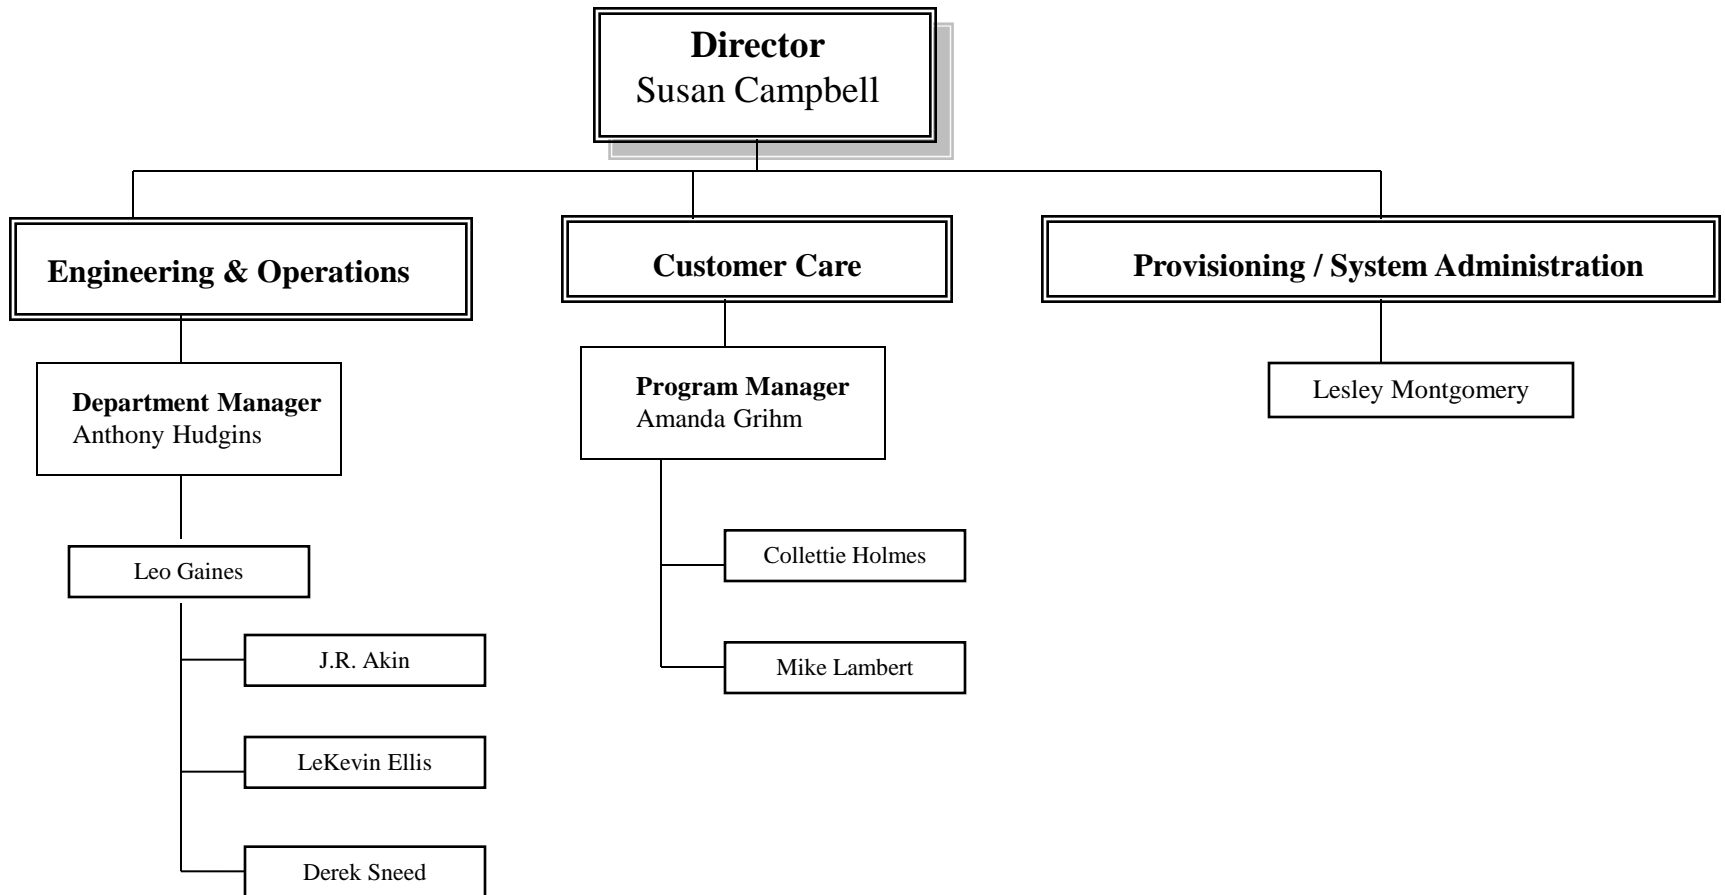 Director
Susan Campbell
Engineering & Operations
Customer Care
Provisioning / System Administration
Department Manager
Anthony Hudgins
Program Manager
Amanda Grihm
Lesley Montgomery
Leo Gaines
J.R. Akin
LeKevin Ellis
Derek Sneed
Collettie Holmes
Mike Lambert